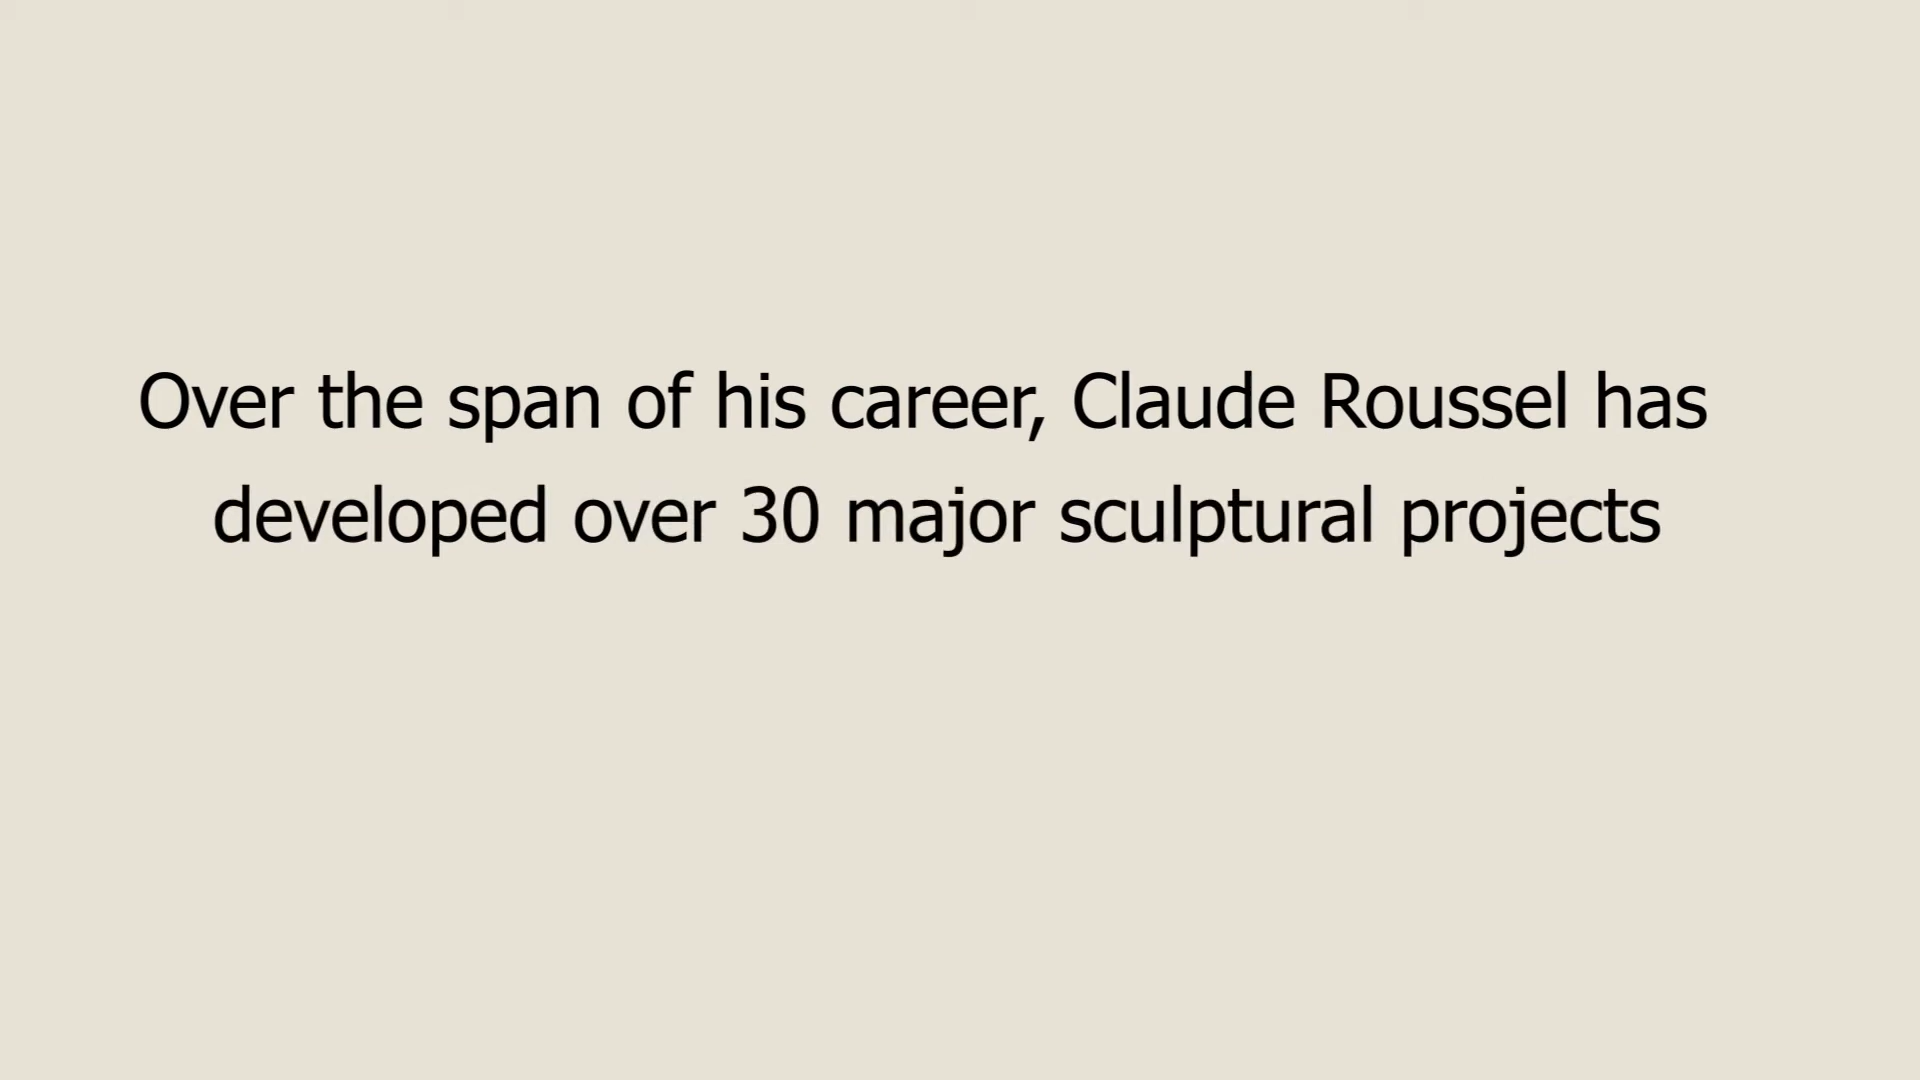 Over the span of his career, Claude Roussel has
developed over 30 major sculptural projects